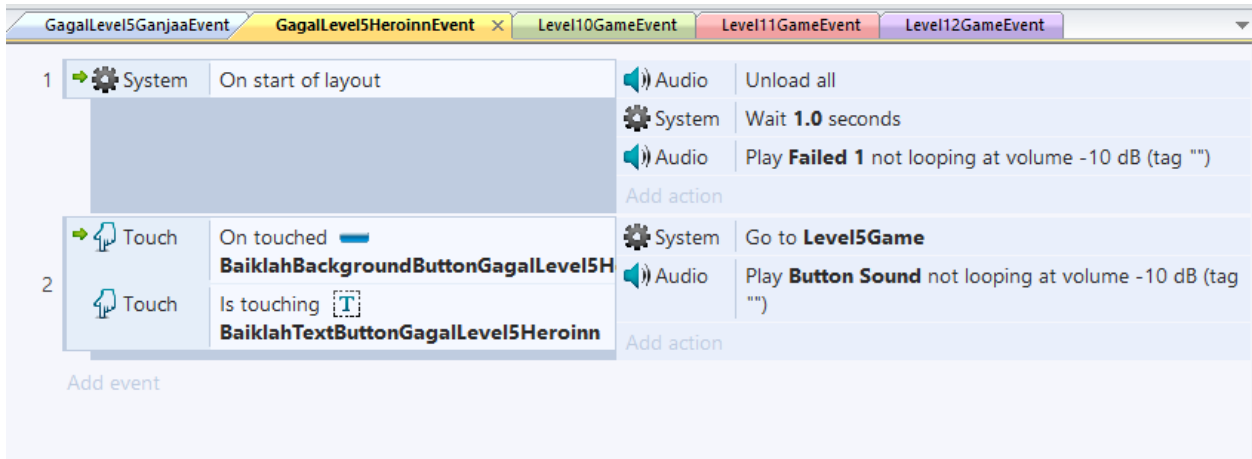 GagalLevel5GanjaaEvent GagalLevel5HeroinnEvent Level10GameEvent Level11GameEvent Level12GameEvent
1 System On start of layout Audio Unload all
System Wait 1.0 seconds
Audio Play Failed 1 not looping at volume -10 dB (tag "")
Add action
2 Touch On touched
BaiklahBackgroundButtonGagalLevel5H
Touch Is touching T
BaiklahTextButtonGagalLevel5Heroinn
System Go to Level5Game
Audio Play Button Sound not looping at volume -10 dB (tag
"")
Add action
Add event